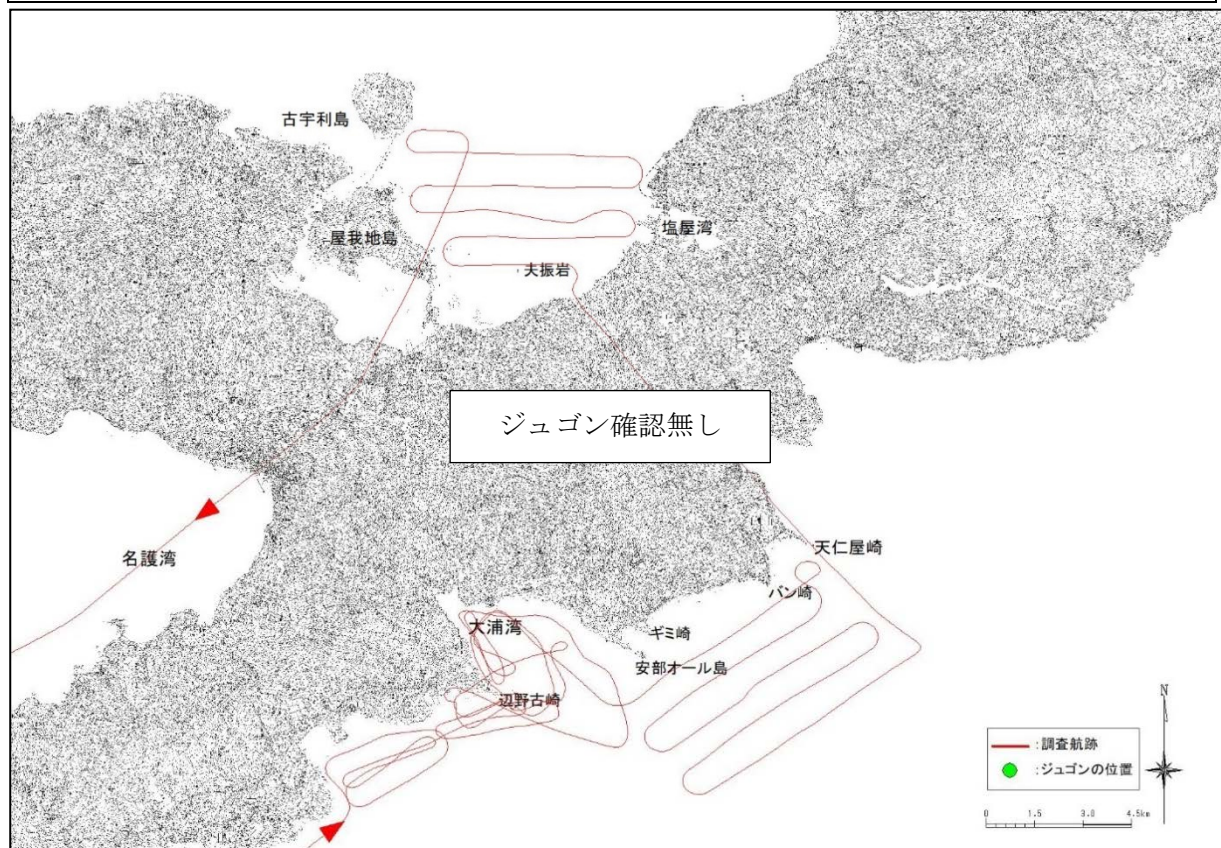 古宇利島
屋我地島
塩屋湾
夫振岩
ジュゴン確認無し
名護湾
天仁屋崎
バン崎
大浦湾
ギミ崎
安部オール島
辺野古崎
N
:調査航跡
:ジュゴンの位置
0 1.5 3.0 4.5km